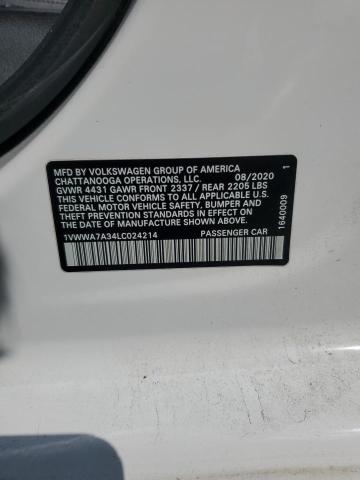 MFD BY VOLKSWAGEN GROUP OF AMERICA
CHATTANOOGA OPERATIONS, LLC. 08/2020
GVWR 4431 GAWR FRONT 2337 / REAR 2205 LBS
THIS VEHICLE CONFORMS TO ALL APPLICABLE
FEDERAL MOTOR VEHICLE SAFETY, BUMPER AND
THEFT PREVENTION STANDARDS IN EFFECT ON THE
DATE OF MANUFACTURE SHOWN ABOVE. U.S.
1VWWA7A34LC024214 PASSENGER CAR
1640009 1